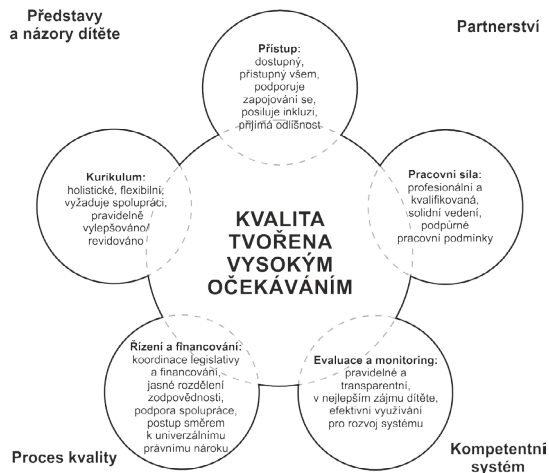 Představy
a názory dítěte
Partnerství
Přístup:
dostupný,
přístupný všem,
podporuje
zapojování se,
posiluje inkluzi,
přijímá odlišnost
Kurikulum:
holistické, flexibilní,
vyžaduje spolupráci,
pravidelně
vylepšováno/
revidováno
Pracovní síla:
profesionální a
kvalifikovaná,
solidní vedení,
podpůrné
pracovní podmínky
KVALITA
TVOŘENA
VYSOKÝM
OČEKÁVÁNÍM
Řízení a financování:
koordinace legislativy
a financování,
jasné rozdělení
zodpovědnosti,
podpora spolupráce,
postup směrem
k univerzálnímu
právnímu nároku
Evaluace a monitoring:
pravidelné a
transparentní,
v nejlepším zájmu dítěte,
efektivní využívání
pro rozvoj systému
Proces kvality
Kompetentní
systém